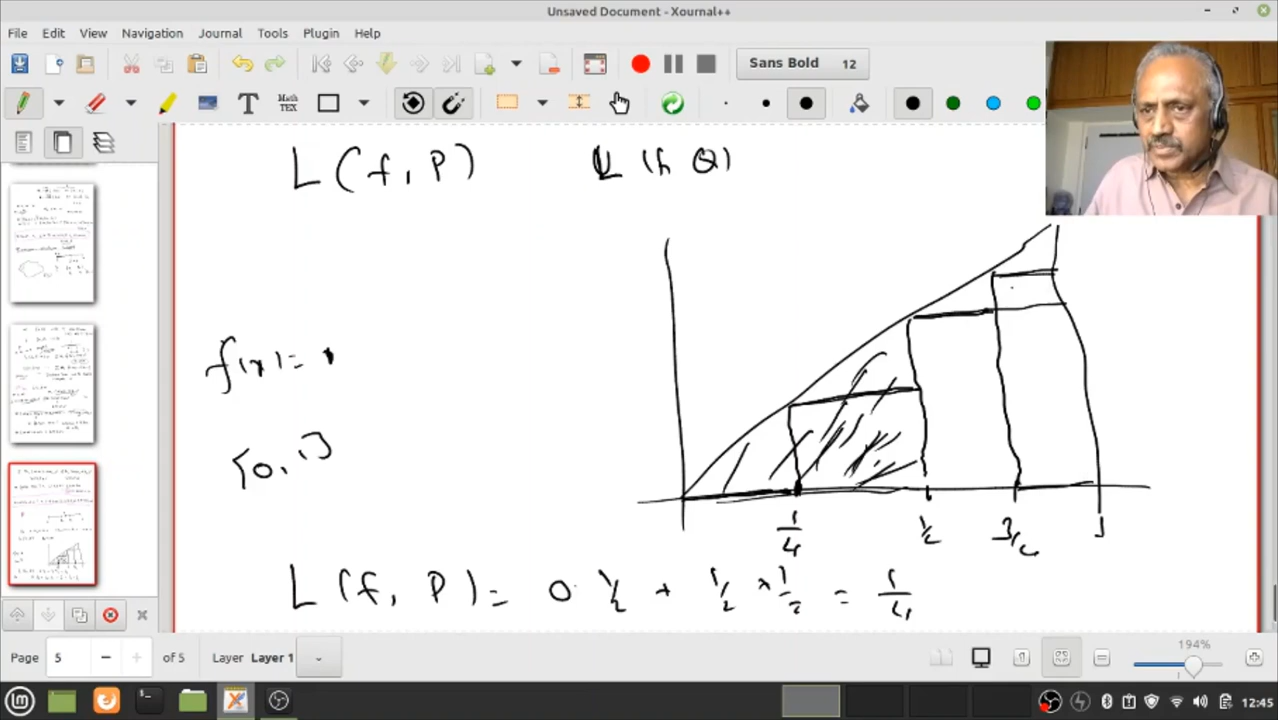 Unsaved Document - Xournal++
File Edit View Navigation Journal Tools Plugin Help
Sans Bold 12
Math TEX
L(f, P) L(f, Q)
f(x) = x
[0, 1]
1/4 1/2 3/4 1
L(f, P) = 0 · 1/2 + 1/2 × 1/2 = 1/4
Page 5 of 5 Layer Layer 1 194%
12:45